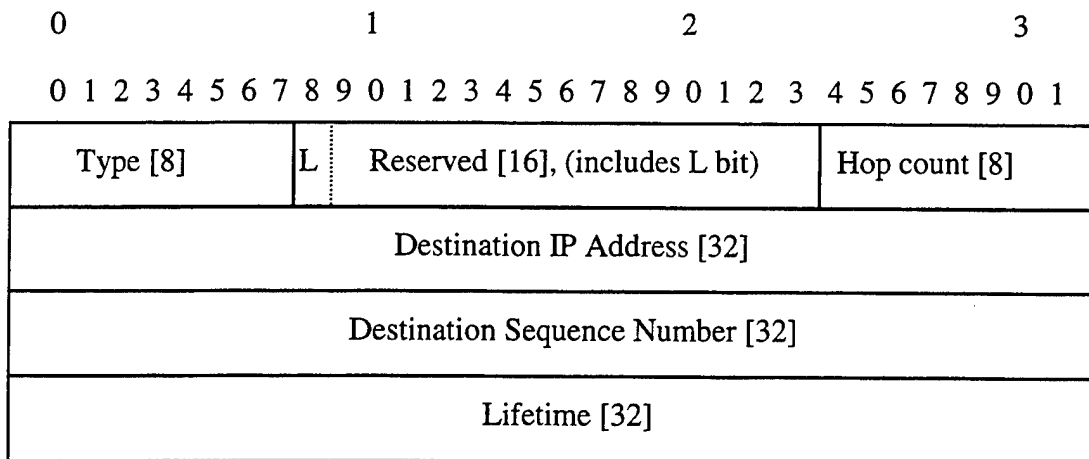 0 1 2 3
0 1 2 3 4 5 6 7 8 9 0 1 2 3 4 5 6 7 8 9 0 1 2 3 4 5 6 7 8 9 0 1
Type [8] L Reserved [16], (includes L bit) Hop count [8]
Destination IP Address [32]
Destination Sequence Number [32]
Lifetime [32]